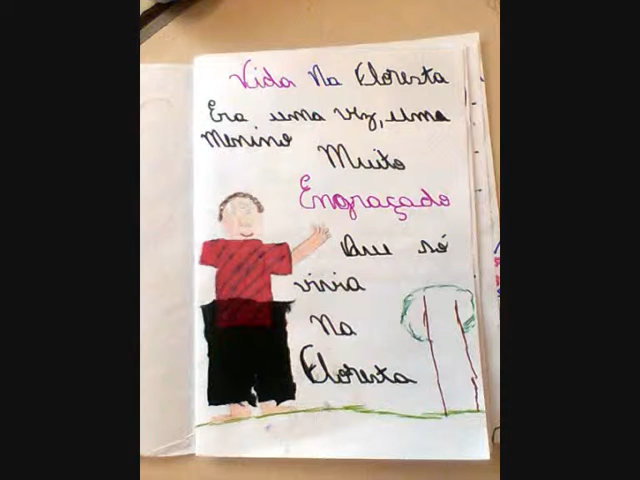 Vida Na Floresta
Era uma vez, uma
menino
Muito
Engraçado
Que só
vivia
Na
Floresta